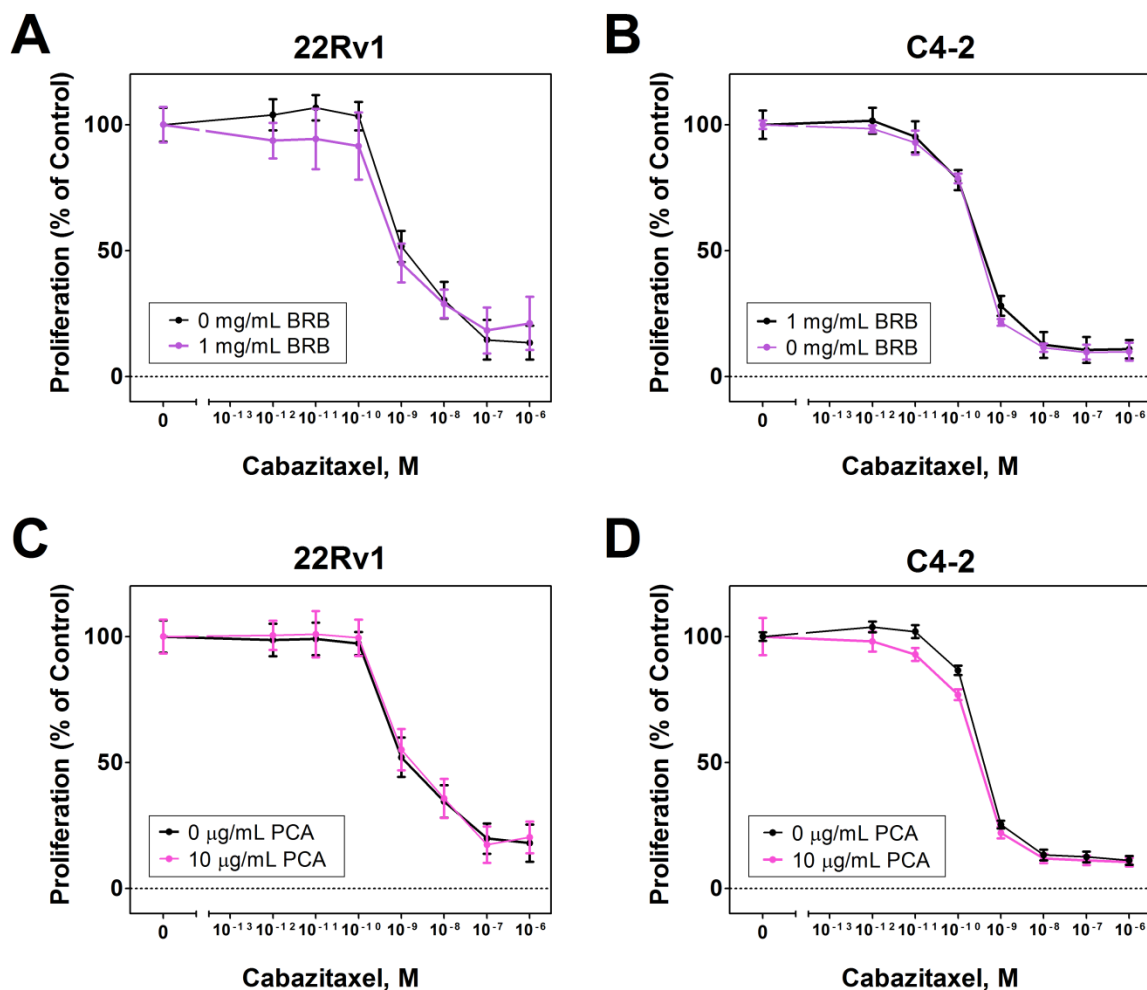 A
22Rv1
Proliferation (% of Control)
100
50
0
0 mg/mL BRB
1 mg/mL BRB
0 10⁻¹³ 10⁻¹² 10⁻¹¹ 10⁻¹⁰ 10⁻⁹ 10⁻⁸ 10⁻⁷ 10⁻⁶
Cabazitaxel, M
B
C4-2
Proliferation (% of Control)
100
50
0
1 mg/mL BRB
0 mg/mL BRB
0 10⁻¹³ 10⁻¹² 10⁻¹¹ 10⁻¹⁰ 10⁻⁹ 10⁻⁸ 10⁻⁷ 10⁻⁶
Cabazitaxel, M
C
22Rv1
Proliferation (% of Control)
100
50
0
0 μg/mL PCA
10 μg/mL PCA
0 10⁻¹³ 10⁻¹² 10⁻¹¹ 10⁻¹⁰ 10⁻⁹ 10⁻⁸ 10⁻⁷ 10⁻⁶
Cabazitaxel, M
D
C4-2
Proliferation (% of Control)
100
50
0
0 μg/mL PCA
10 μg/mL PCA
0 10⁻¹³ 10⁻¹² 10⁻¹¹ 10⁻¹⁰ 10⁻⁹ 10⁻⁸ 10⁻⁷ 10⁻⁶
Cabazitaxel, M